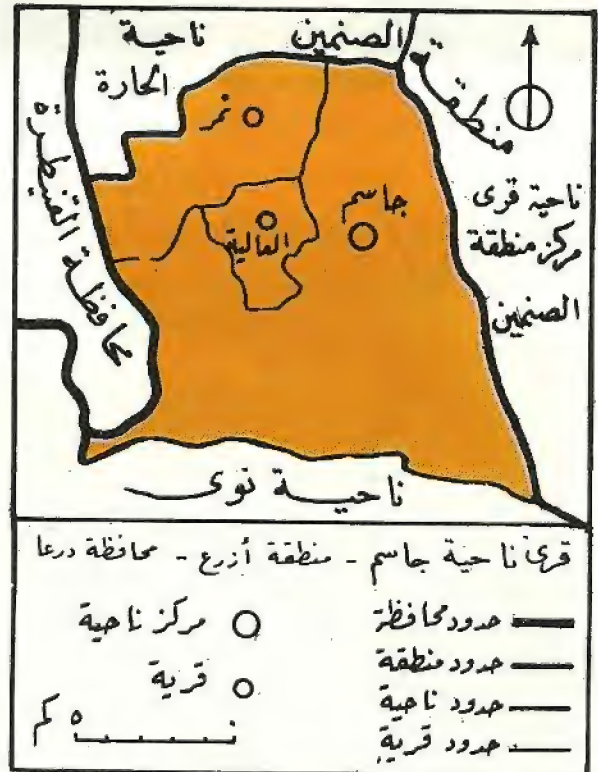 ناحية
الحارة
الصنمين
منطقة
نمر
جاسم
العالية
محافظة القنيطرة
ناحية قرى
مركز منطقة
الصنمين
ناحية نوى
قرى ناحية جاسم - منطقة أزرع - محافظة درعا
حدود محافظة
حدود منطقة
حدود ناحية
حدود قرية
مركز ناحية
قرية
٥ كم